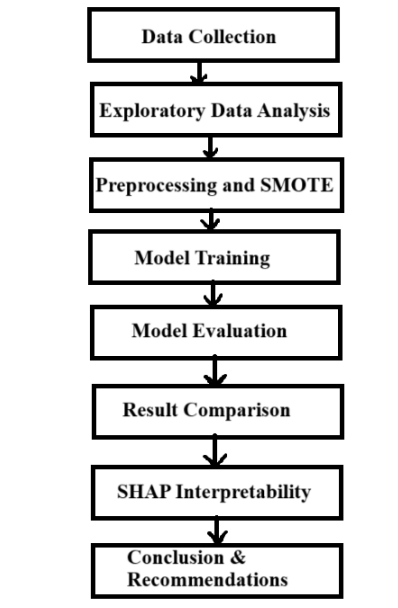 Data Collection
Exploratory Data Analysis
Preprocessing and SMOTE
Model Training
Model Evaluation
Result Comparison
SHAP Interpretability
Conclusion &
Recommendations